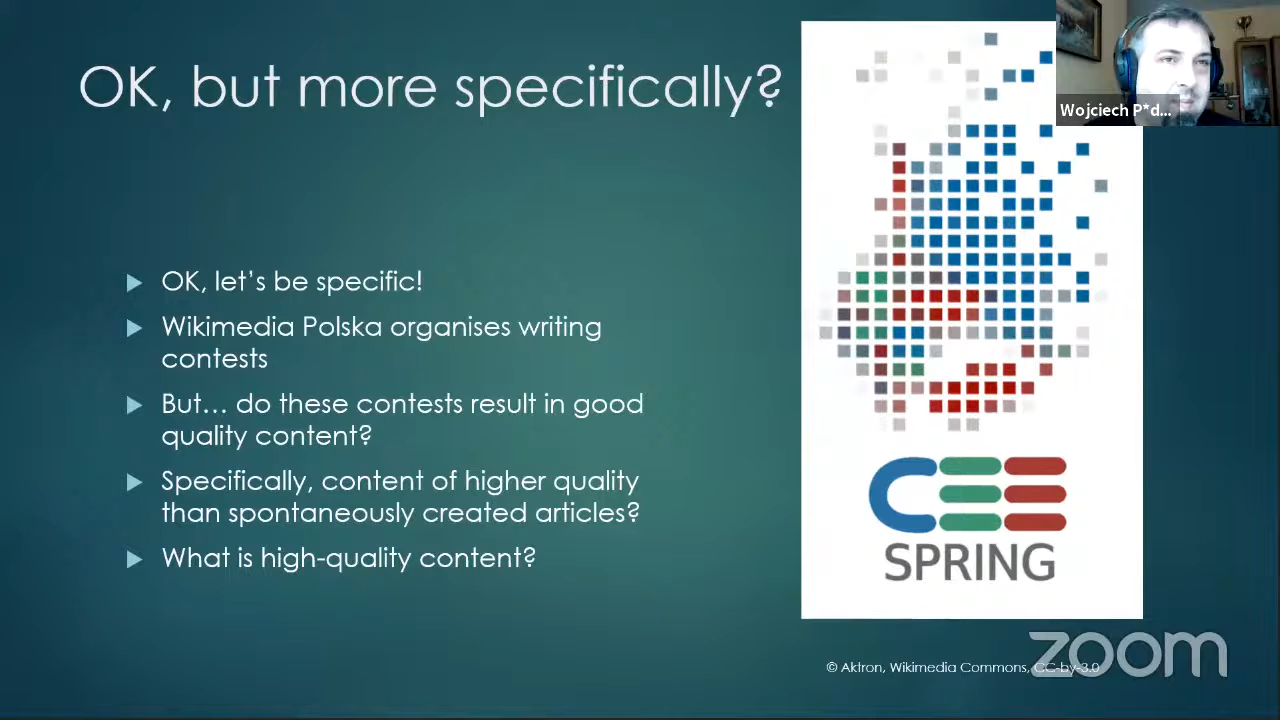 OK, but more specifically?
Wojciech P*d...
OK, let's be specific!
Wikimedia Polska organises writing
contests
But... do these contests result in good
quality content?
Specifically, content of higher quality
than spontaneously created articles?
What is high-quality content?
CEE
SPRING
© Aktron, Wikimedia Commons, CC-by-3.0
zoom